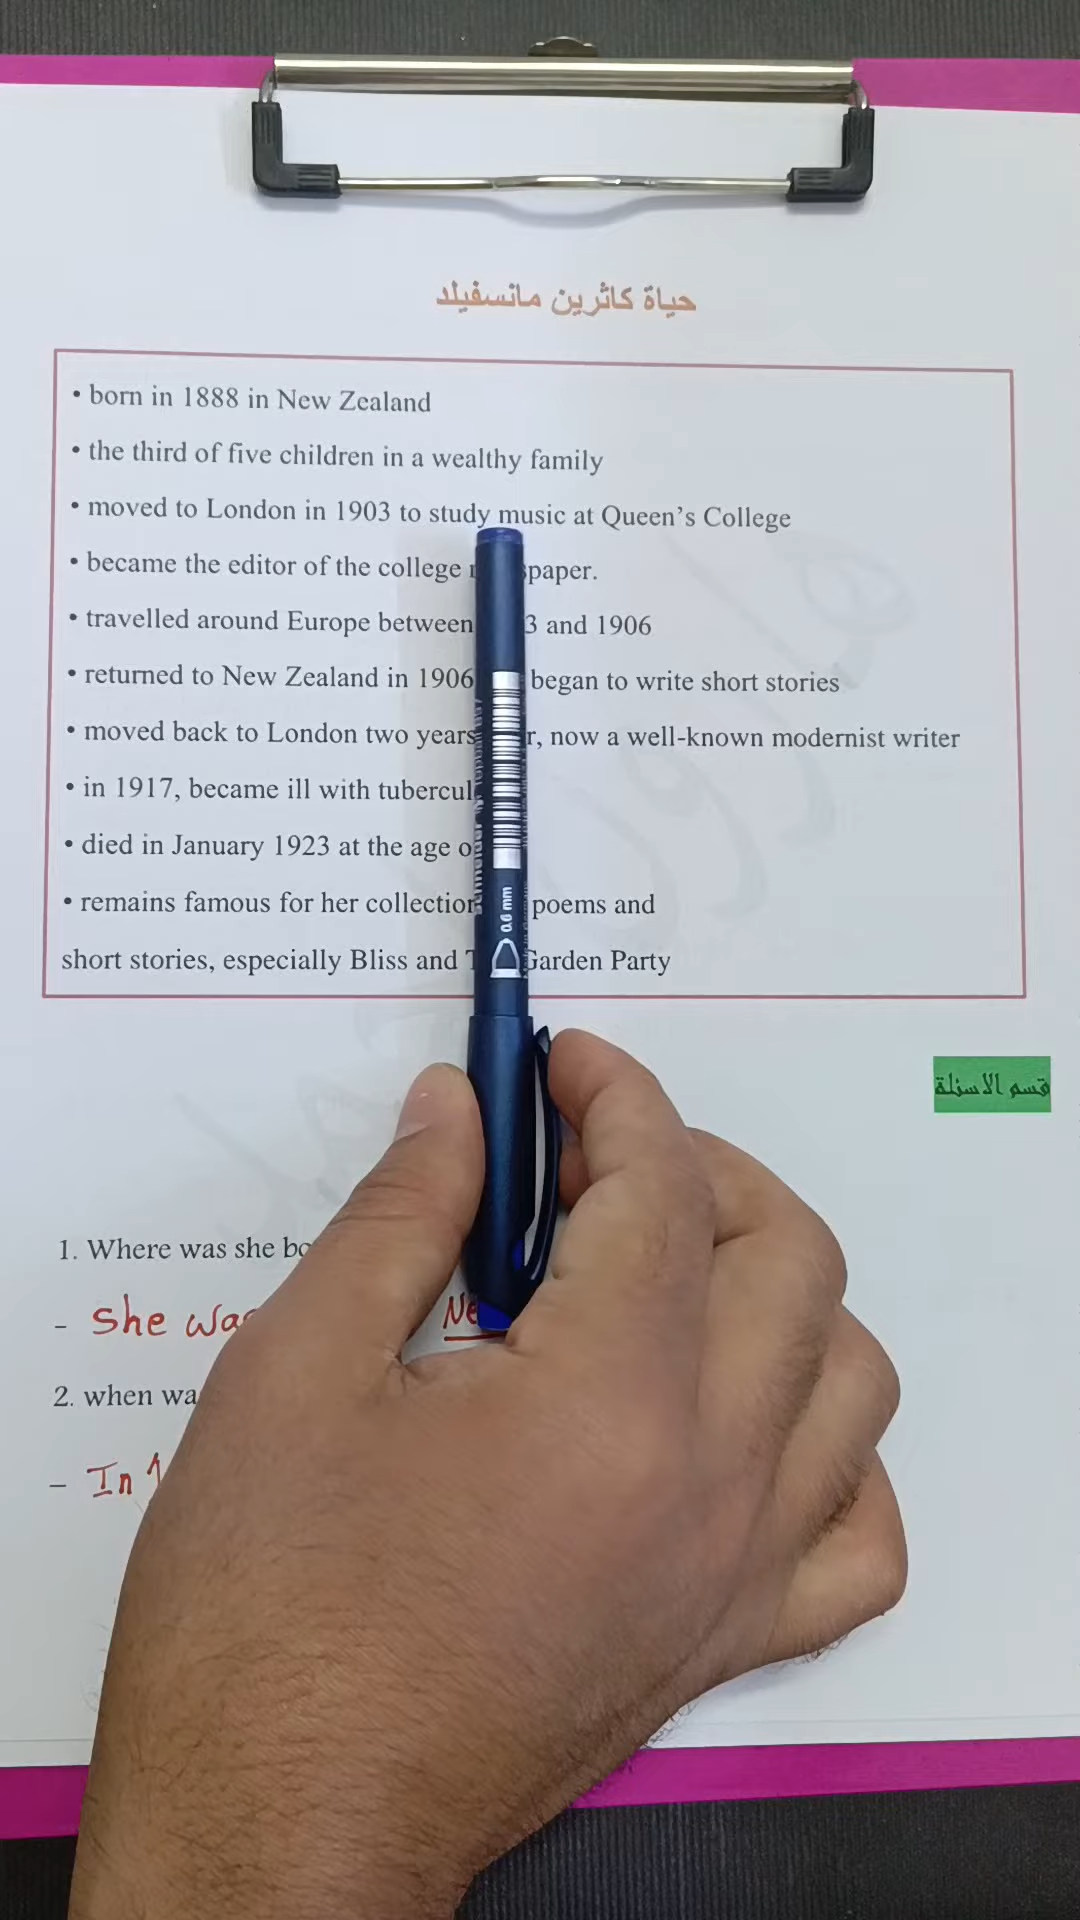 حياة كاثرين مانسفيلد
• born in 1888 in New Zealand
• the third of five children in a wealthy family
• moved to London in 1903 to study music at Queen's College
• became the editor of the college paper.
• travelled around Europe between 3 and 1906
• returned to New Zealand in 1906 began to write short stories
• moved back to London two years r, now a well-known modernist writer
• in 1917, became ill with tubercul
• died in January 1923 at the age o
• remains famous for her collection poems and
short stories, especially Bliss and Garden Party
0.6 mm
قسم الاسئلة
1. Where was she bo
- She was Ne
2. when wa
- In 1